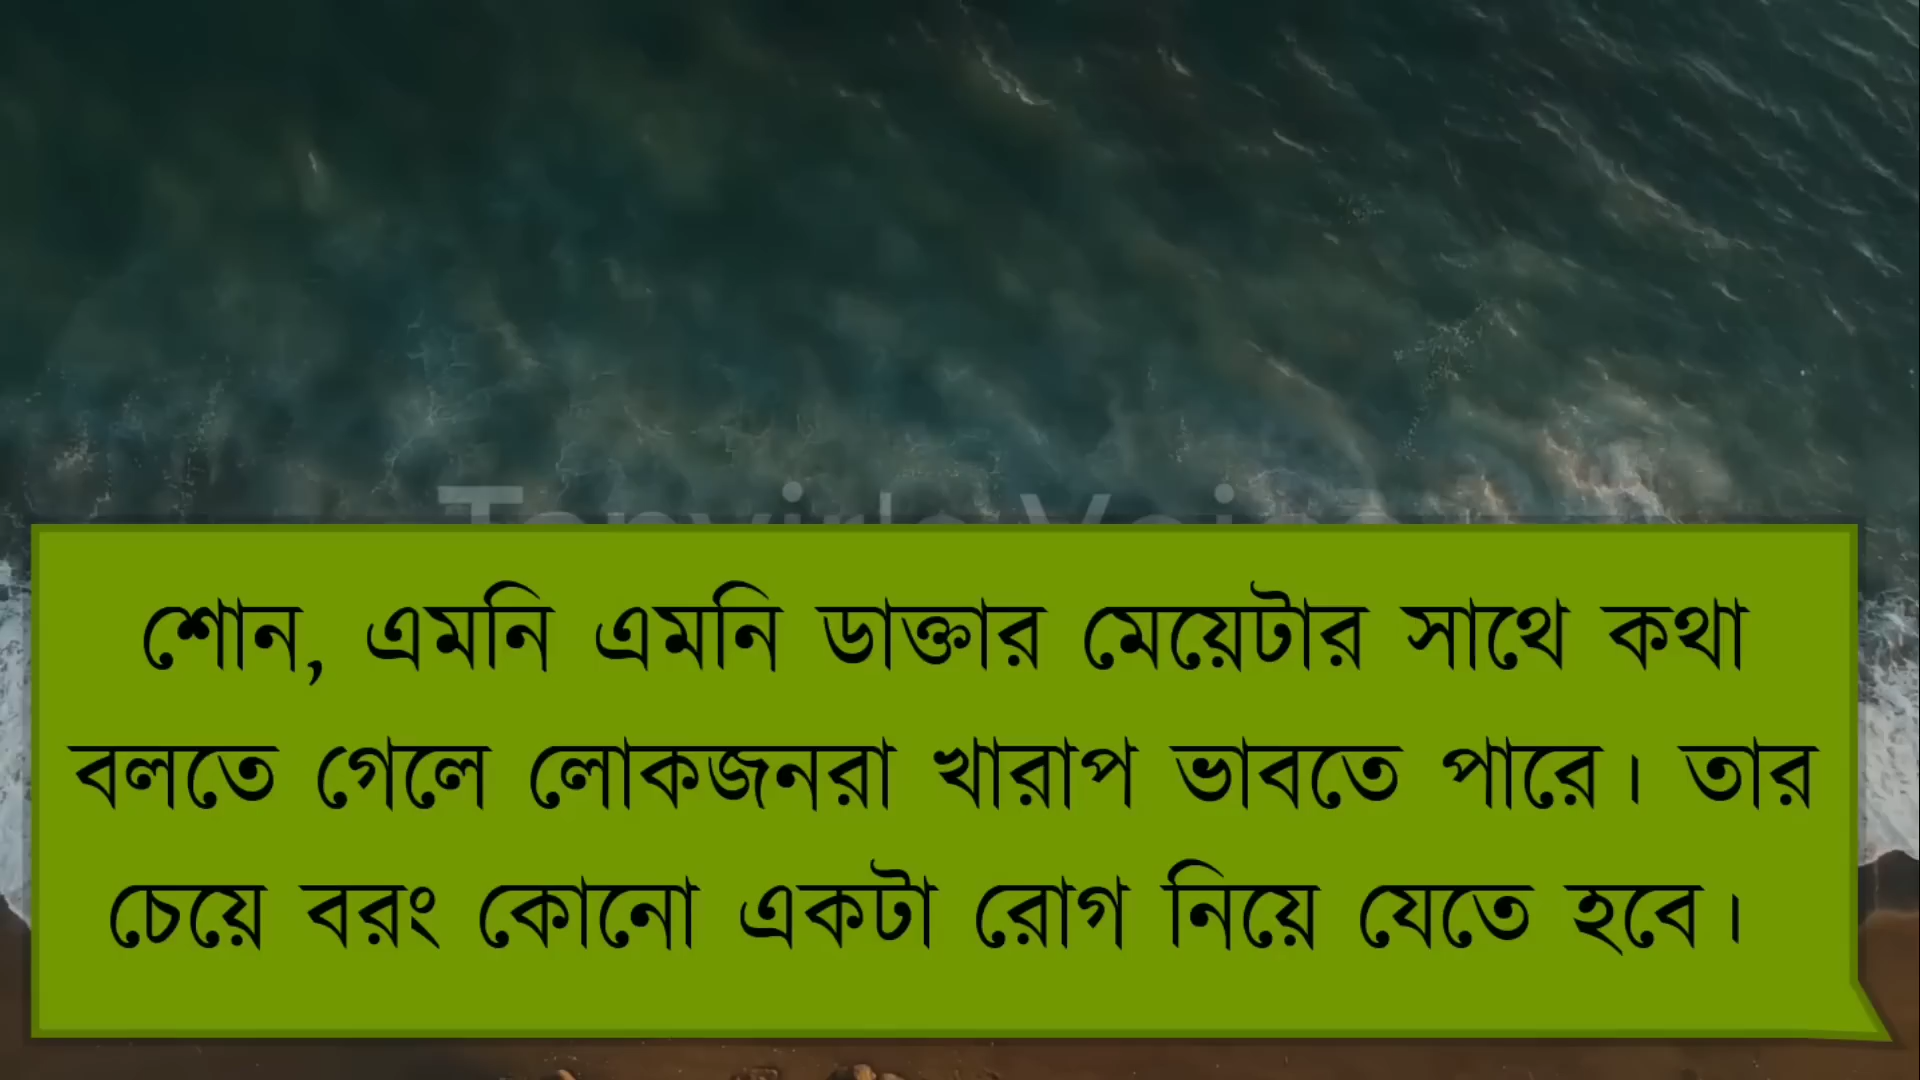 শোন, এমনি এমনি ডাক্তার মেয়েটার সাথে কথা
বলতে গেলে লোকজনরা খারাপ ভাবতে পারে। তার
চেয়ে বরং কোনো একটা রোগ নিয়ে যেতে হবে।